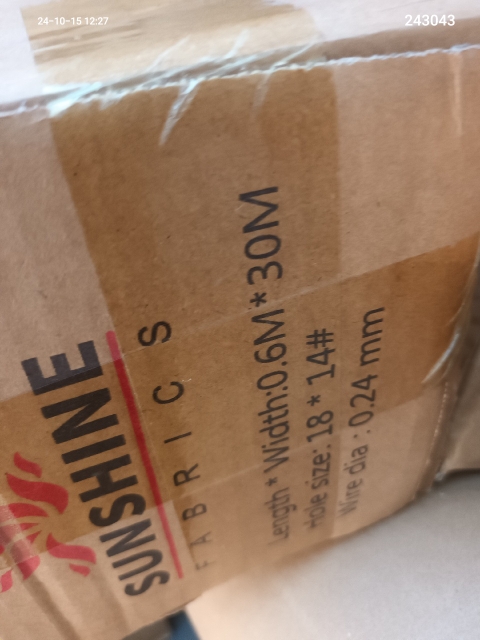 24-10-15 12:27
243043
SUNSHINE
FABRICS
Length * Width:0.6M*30M
Hole size: 18 * 14#
Wire dia : 0.24 mm